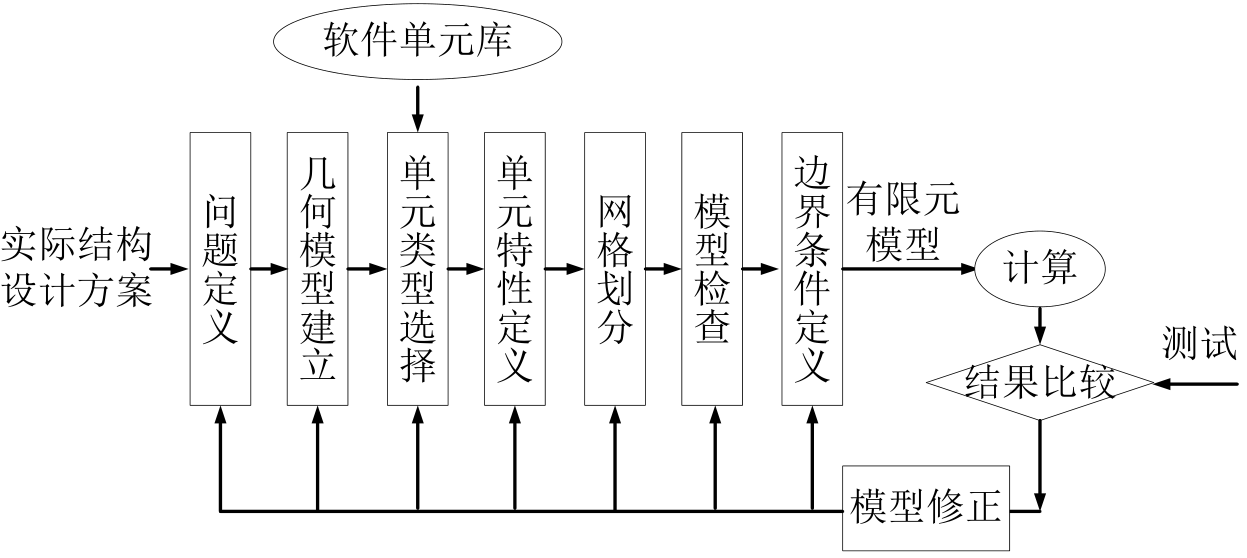 软件单元库
实际结构
设计方案
问题定义
几何模型建立
单元类型选择
单元特性定义
网格划分
模型检查
边界条件定义
有限元
模型
计算
测试
结果比较
模型修正